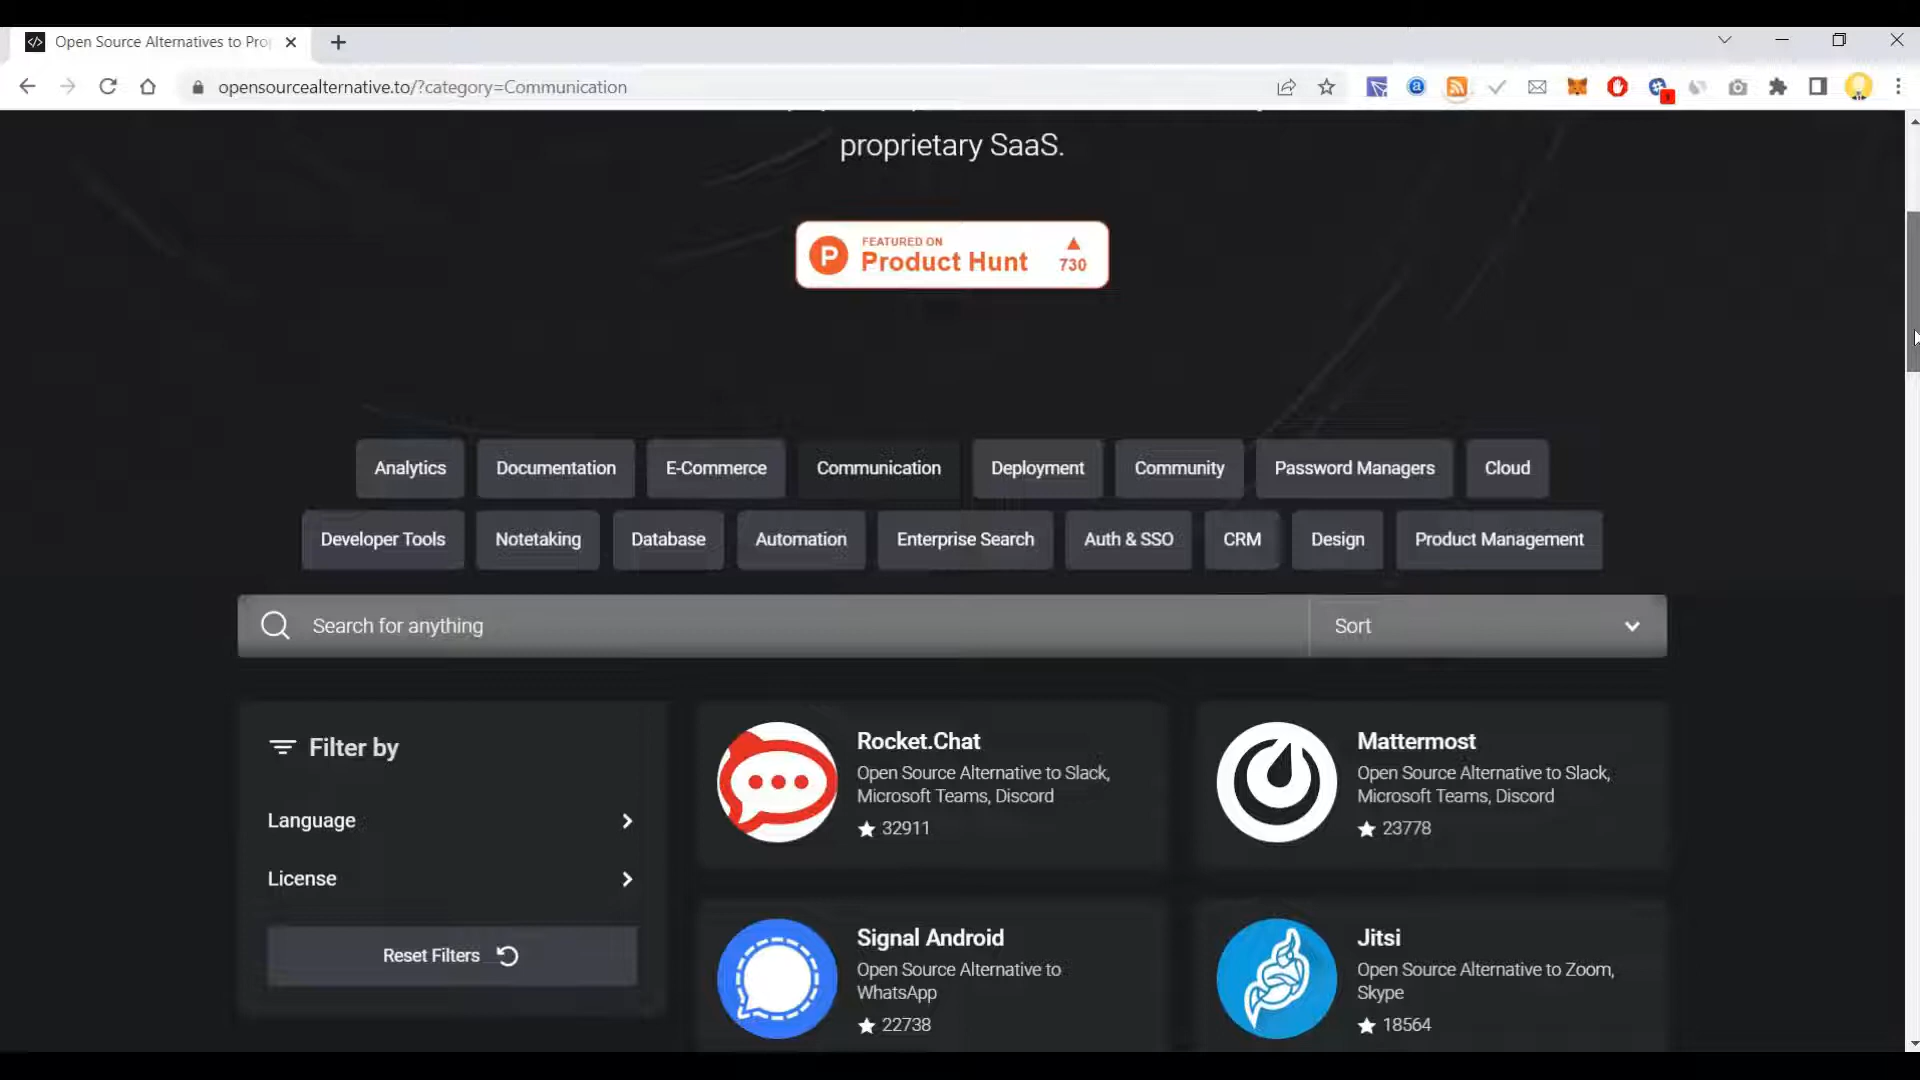 Open Source Alternatives to Pro
opensourcealternative.to/?category=Communication
proprietary SaaS.
FEATURED ON
P Product Hunt 730
Analytics Documentation E-Commerce Communication Deployment Community Password Managers Cloud
Developer Tools Notetaking Database Automation Enterprise Search Auth & SSO CRM Design Product Management
Search for anything Sort
Filter by
Language
License
Reset Filters
Rocket.Chat
Open Source Alternative to Slack,
Microsoft Teams, Discord
32911
Mattermost
Open Source Alternative to Slack,
Microsoft Teams, Discord
23778
Signal Android
Open Source Alternative to
WhatsApp
22738
Jitsi
Open Source Alternative to Zoom,
Skype
18564